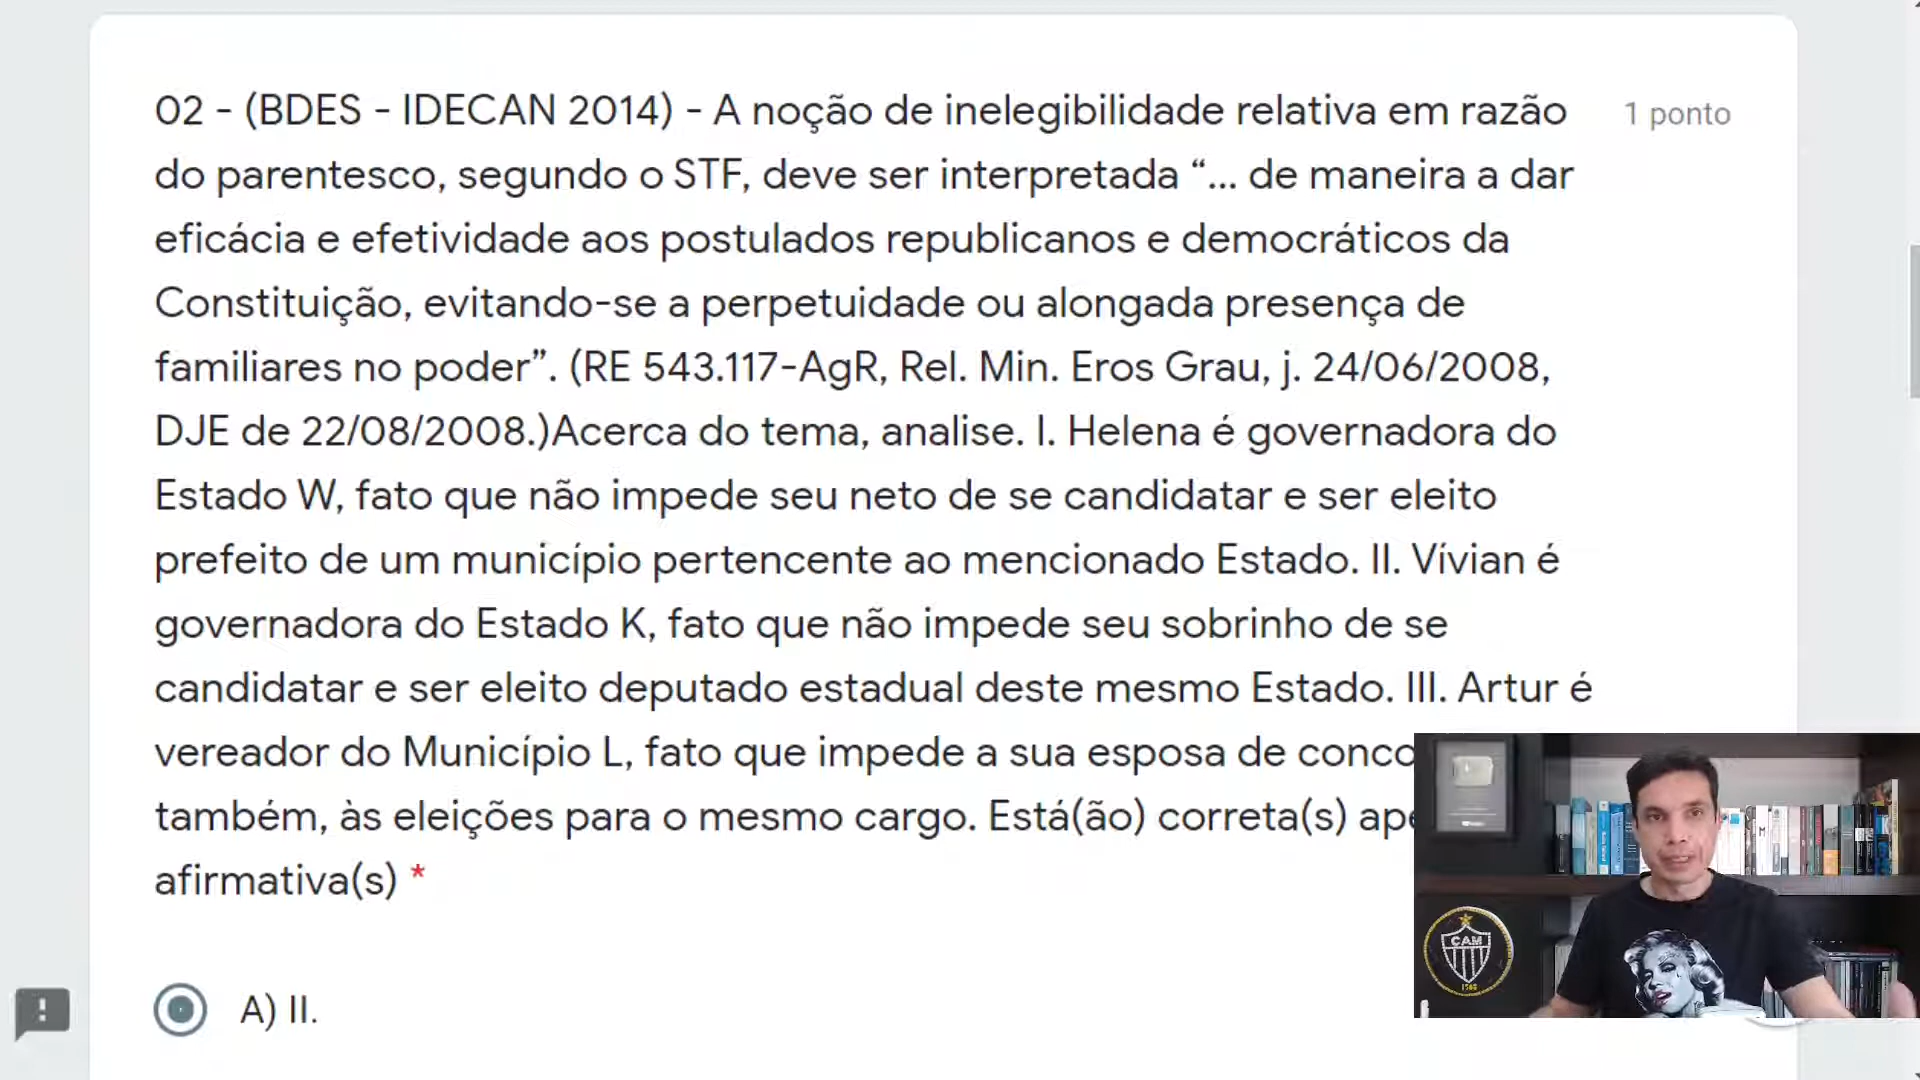 02 - (BDES - IDECAN 2014) - A noção de inelegibilidade relativa em razão
1 ponto
do parentesco, segundo o STF, deve ser interpretada “... de maneira a dar
eficácia e efetividade aos postulados republicanos e democráticos da
Constituição, evitando-se a perpetuidade ou alongada presença de
familiares no poder”. (RE 543.117-AgR, Rel. Min. Eros Grau, j. 24/06/2008,
DJE de 22/08/2008.)Acerca do tema, analise. I. Helena é governadora do
Estado W, fato que não impede seu neto de se candidatar e ser eleito
prefeito de um município pertencente ao mencionado Estado. II. Vívian é
governadora do Estado K, fato que não impede seu sobrinho de se
candidatar e ser eleito deputado estadual deste mesmo Estado. III. Artur é
vereador do Município L, fato que impede a sua esposa de conco
também, às eleições para o mesmo cargo. Está(ão) correta(s) ape
afirmativa(s) *
A) II.
CAM